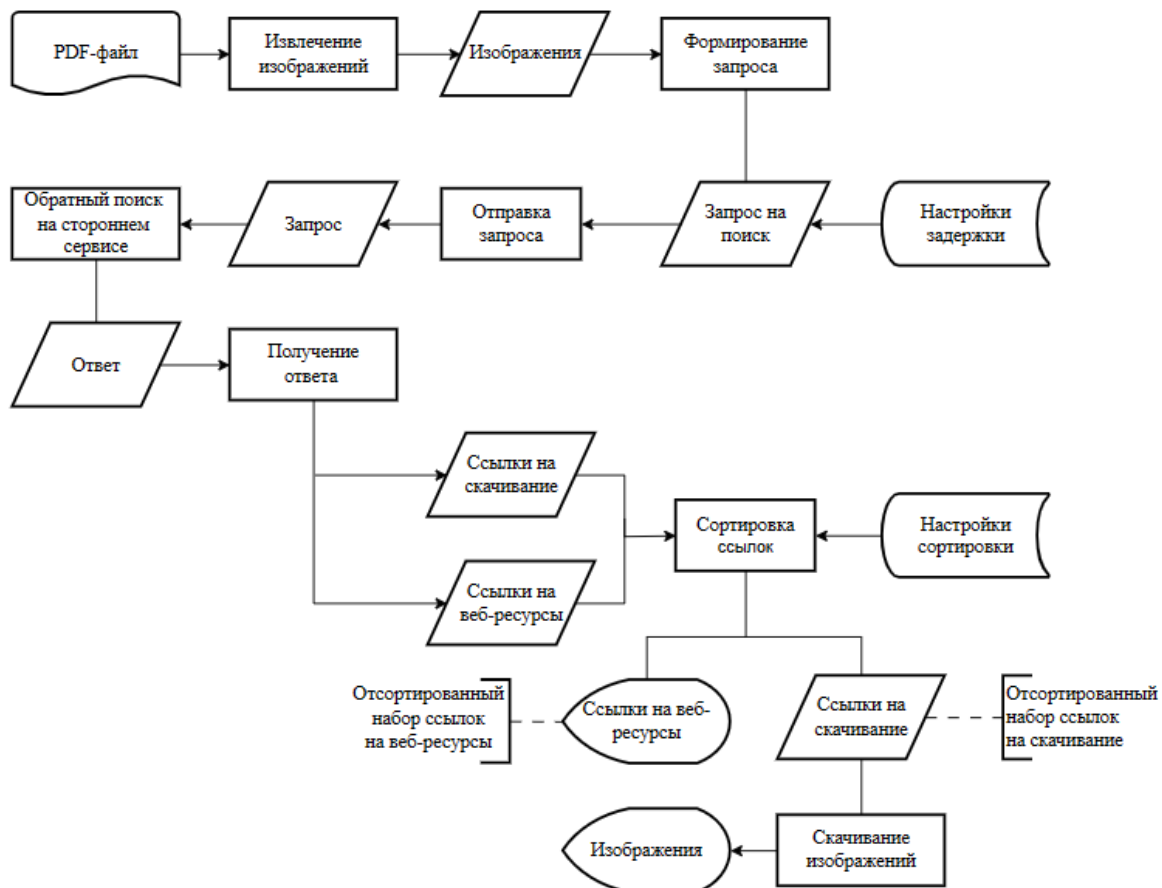 PDF-файл
Извлечение
изображений
Изображения
Формирование
запроса
Обратный поиск
на стороннем
сервисе
Запрос
Отправка
запроса
Запрос на
поиск
Настройки
задержки
Ответ
Получение
ответа
Ссылки на
скачивание
Сортировка
ссылок
Настройки
сортировки
Ссылки на
веб-ресурсы
Отсортированный
набор ссылок
на веб-ресурсы
Ссылки на веб-
ресурсы
Ссылки на
скачивание
Отсортированный
набор ссылок
на скачивание
Изображения
Скачивание
изображений